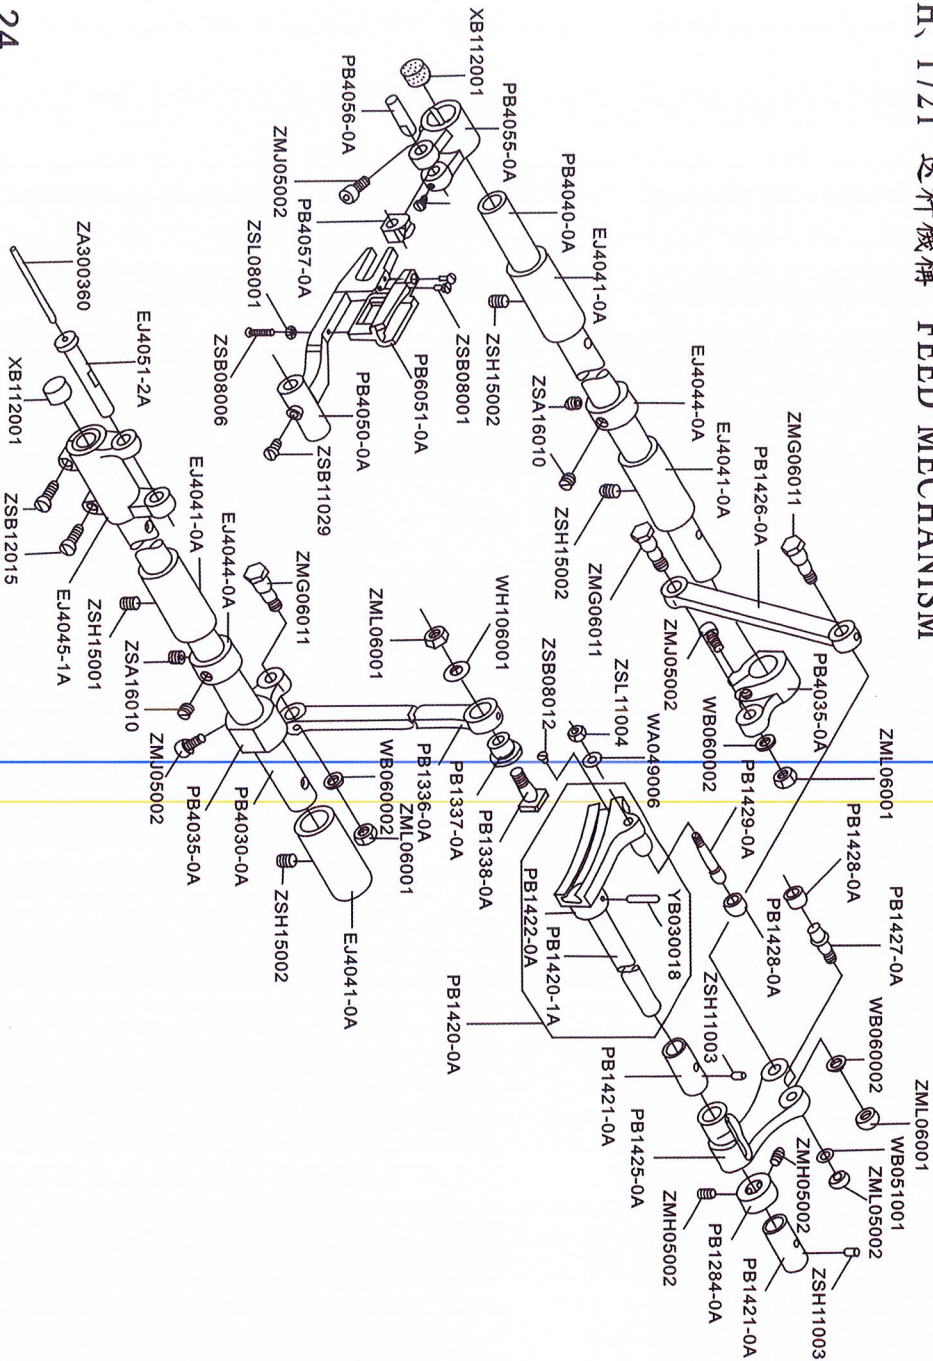 H、1721 送料機構 FEED MECHANISM
ZML06001
WB051001
ZML05002
WB060002
ZML06001
PB1427-0A
PB1428-0A
ZSH11003
PB4035-0A
ZMG06011
PB1426-0A
PB1429-0A
PB1428-0A
ZMH05002
PB1421-0A
EJ4041-0A
EJ4044-0A
WB060002
ZMJ05002
ZSH11003
PB1284-0A
EJ4041-0A
PB4040-0A
ZMG06011
WA049006
YB030018
ZMH05002
PB1425-0A
ZSL11004
PB1421-0A
ZSH15002
ZSA16010
ZSB08012
PB1420-1A
PB1422-0A
PB4055-0A
XB112001
ZSH15002
WH106001
PB1338-0A
PB1337-0A
PB1420-0A
ZSB08001
PB6051-0A
PB1336-0A
ZML06001
ZML06001
PB4050-0A
WB060002
EJ4041-0A
PB4056-0A
ZSB11029
ZMG06011
PB4057-0A
ZMJ05002
ZSL08001
ZSH15002
ZSB08006
EJ4044-0A
PB4030-0A
EJ4041-0A
PB4035-0A
ZMJ05002
EJ4051-2A
ZSA16010
ZSH15001
ZA300360
EJ4045-1A
XB112001
ZSB12015
24